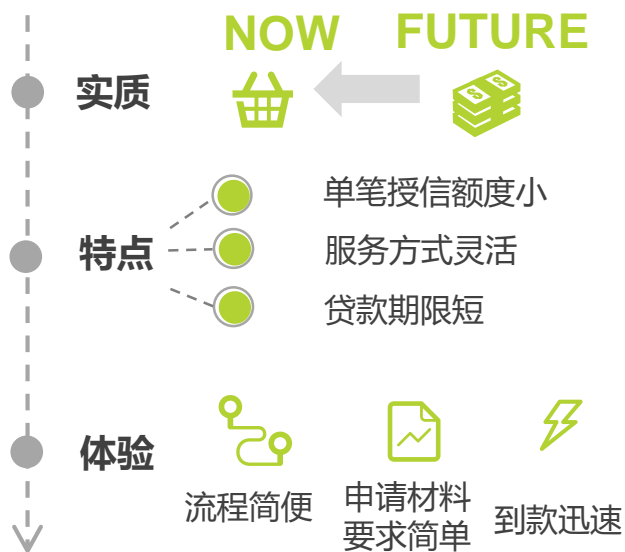 NOW FUTURE
实质
单笔授信额度小
特点
服务方式灵活
贷款期限短
体验
流程简便
申请材料
要求简单
到款迅速